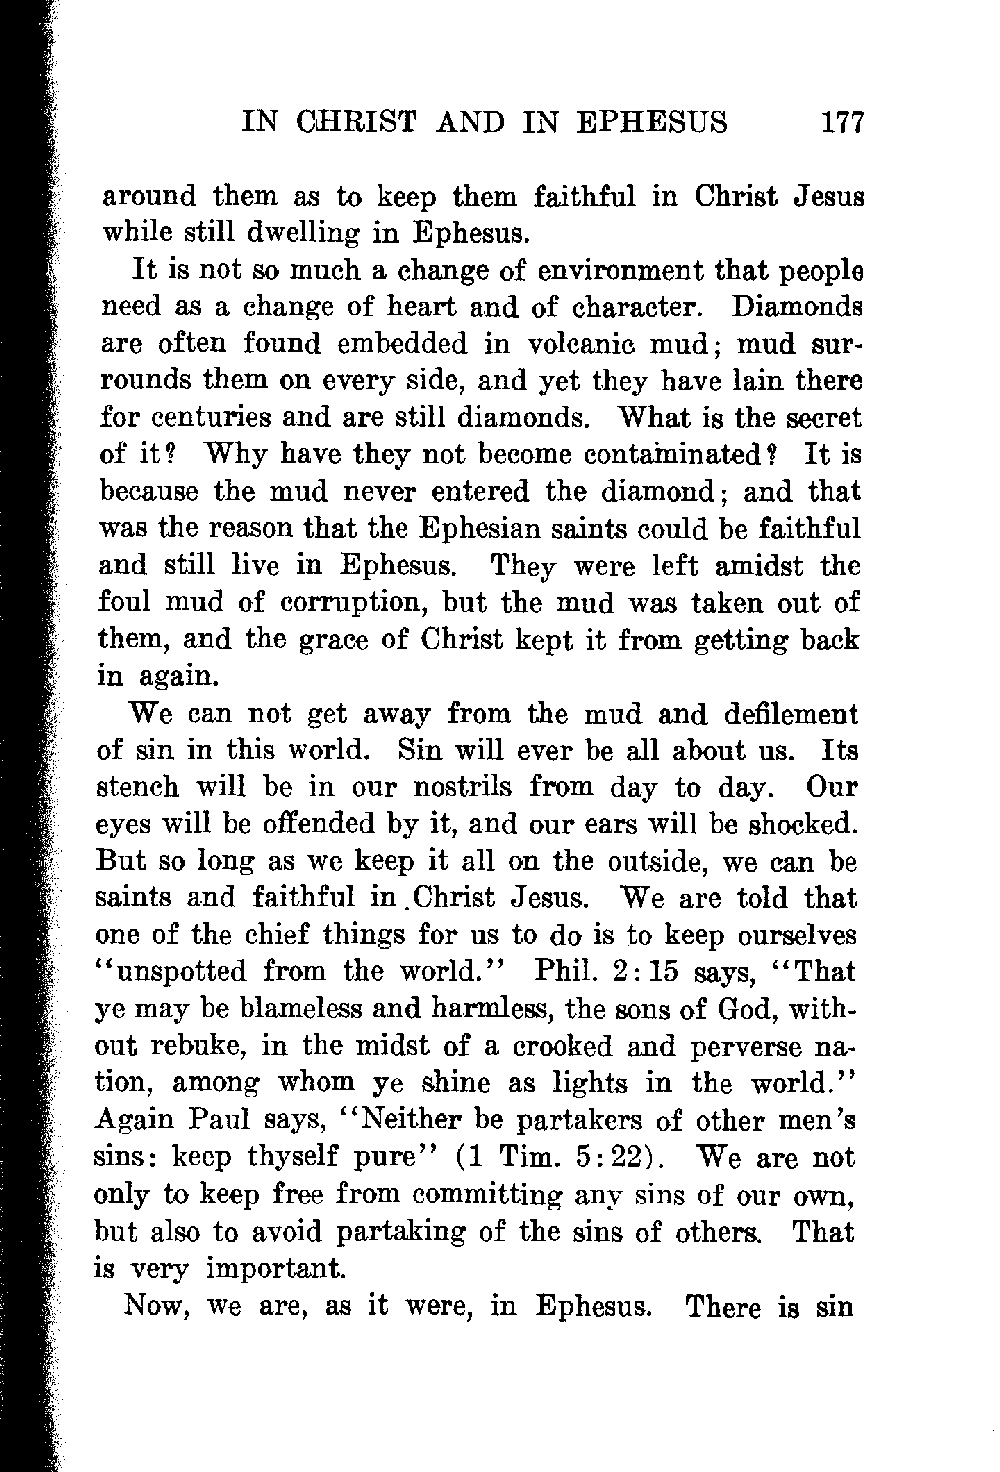 IN CHRIST AND IN EPHESUS 177
around them as to keep them faithful in Christ Jesus
while still dwelling in Ephesus.
It is not so much a change of environment that people
need as a change of heart and of character. Diamonds
are often found embedded in volcanic mud; mud sur-
rounds them on every side, and yet they have lain there
for centuries and are still diamonds. What is the secret
of it? Why have they not become contaminated? It is
because the mud never entered the diamond; and that
was the reason that the Ephesian saints could be faithful
and still live in Ephesus. They were left amidst the
foul mud of corruption, but the mud was taken out of
them, and the grace of Christ kept it from getting back
in again.
We can not get away from the mud and defilement
of sin in this world. Sin will ever be all about us. Its
stench will be in our nostrils from day to day. Our
eyes will be offended by it, and our ears will be shocked.
But so long as we keep it all on the outside, we can be
saints and faithful in Christ Jesus. We are told that
one of the chief things for us to do is to keep ourselves
"unspotted from the world." Phil. 2:15 says, "That
ye may be blameless and harmless, the sons of God, with-
out rebuke, in the midst of a crooked and perverse na-
tion, among whom ye shine as lights in the world."
Again Paul says, "Neither be partakers of other men's
sins: keep thyself pure" (1 Tim. 5:22). We are not
only to keep free from committing any sins of our own,
but also to avoid partaking of the sins of others. That
is very important.
Now, we are, as it were, in Ephesus. There is sin